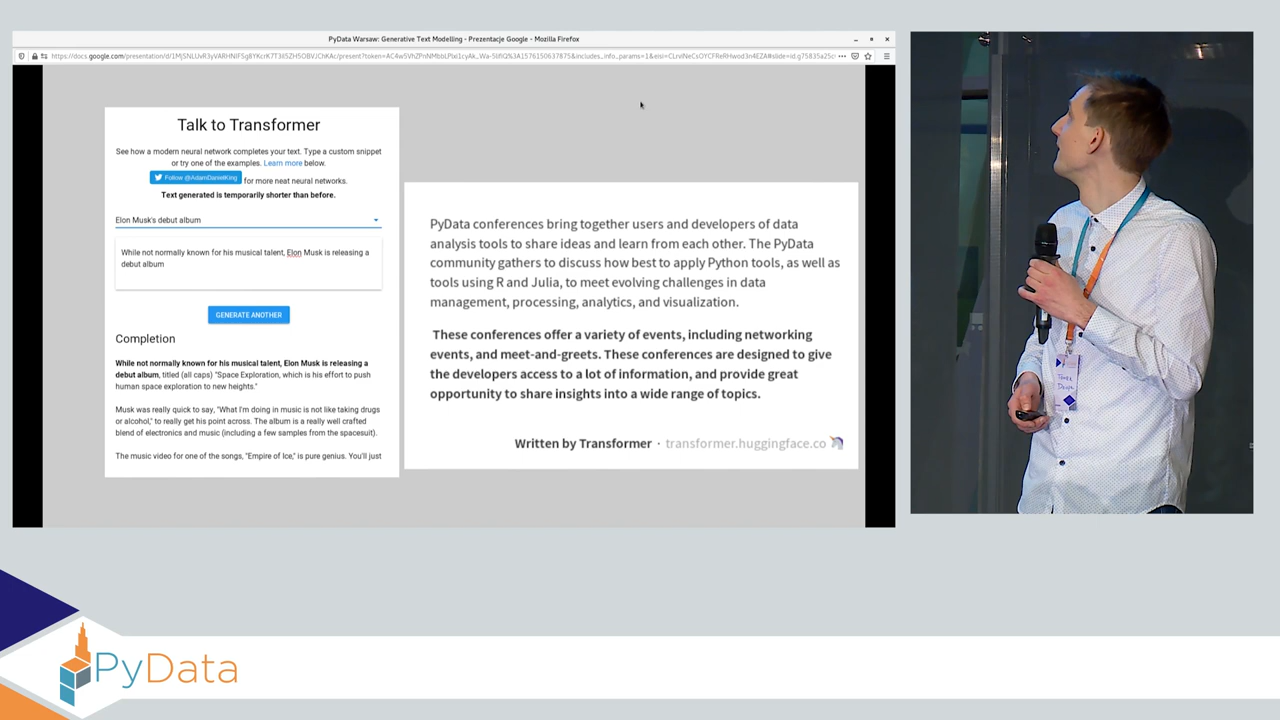 PyData Warsaw: Generative Text Modelling - Prezentacje Google - Mozilla Firefox
Talk to Transformer
See how a modern neural network completes your text. Type a custom snippet
or try one of the examples. Learn more below.
Follow @AdamDanielKing for more neat neural networks.
Text generated is temporarily shorter than before.
Elon Musk's debut album
While not normally known for his musical talent, Elon Musk is releasing a
debut album
GENERATE ANOTHER
Completion
While not normally known for his musical talent, Elon Musk is releasing a
debut album, titled (all caps) "Space Exploration, which is his effort to push
human space exploration to new heights."
Musk was really quick to say, "What I'm doing in music is not like taking drugs
or alcohol," to really get his point across. The album is a really well crafted
blend of electronics and music (including a few samples from the spacesuit).
The music video for one of the songs, "Empire of Ice," is pure genius. You'll just
PyData conferences bring together users and developers of data
analysis tools to share ideas and learn from each other. The PyData
community gathers to discuss how best to apply Python tools, as well as
tools using R and Julia, to meet evolving challenges in data
management, processing, analytics, and visualization.
These conferences offer a variety of events, including networking
events, and meet-and-greets. These conferences are designed to give
the developers access to a lot of information, and provide great
opportunity to share insights into a wide range of topics.
Written by Transformer · transformer.huggingface.co
PyData